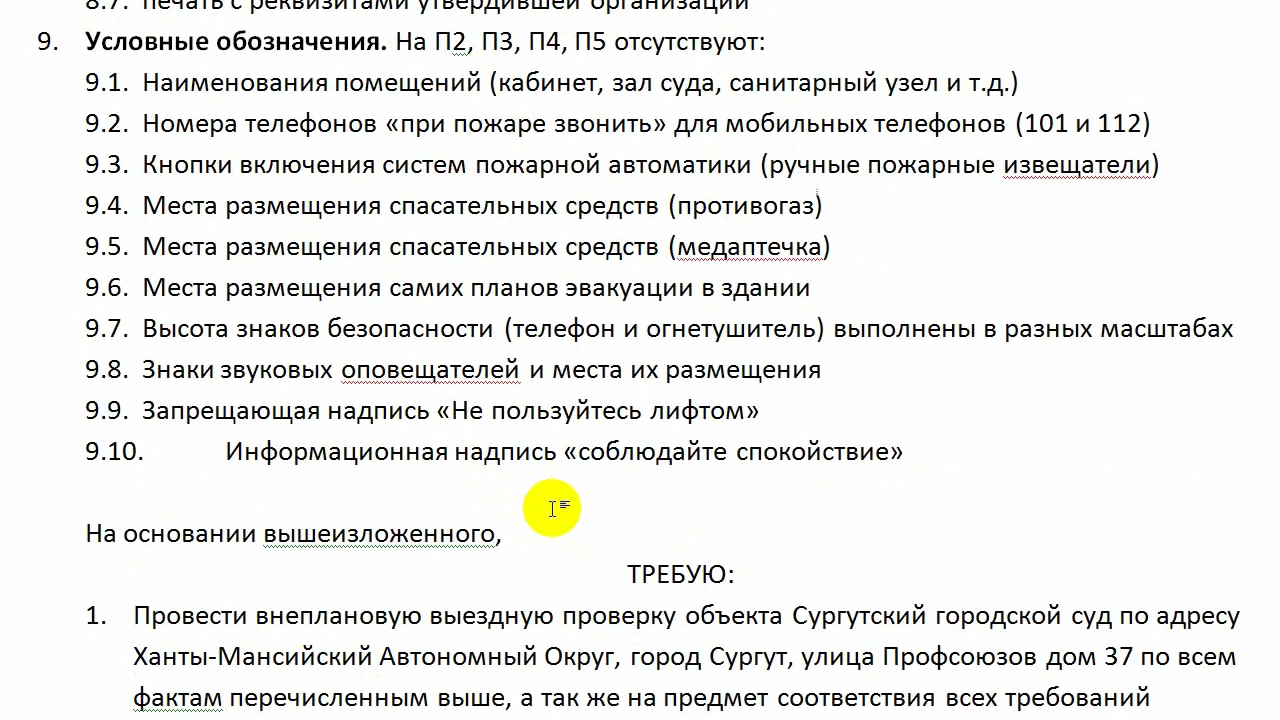 8.7. печать с реквизитами утвердившей организации
9. Условные обозначения. На П2, П3, П4, П5 отсутствуют:
9.1. Наименования помещений (кабинет, зал суда, санитарный узел и т.д.)
9.2. Номера телефонов «при пожаре звонить» для мобильных телефонов (101 и 112)
9.3. Кнопки включения систем пожарной автоматики (ручные пожарные извещатели)
9.4. Места размещения спасательных средств (противогаз)
9.5. Места размещения спасательных средств (медаптечка)
9.6. Места размещения самих планов эвакуации в здании
9.7. Высота знаков безопасности (телефон и огнетушитель) выполнены в разных масштабах
9.8. Знаки звуковых оповещателей и места их размещения
9.9. Запрещающая надпись «Не пользуйтесь лифтом»
9.10. Информационная надпись «соблюдайте спокойствие»
На основании вышеизложенного,
ТРЕБУЮ:
1. Провести внеплановую выездную проверку объекта Сургутский городской суд по адресу
Ханты-Мансийский Автономный Округ, город Сургут, улица Профсоюзов дом 37 по всем
фактам перечисленным выше, а так же на предмет соответствия всех требований